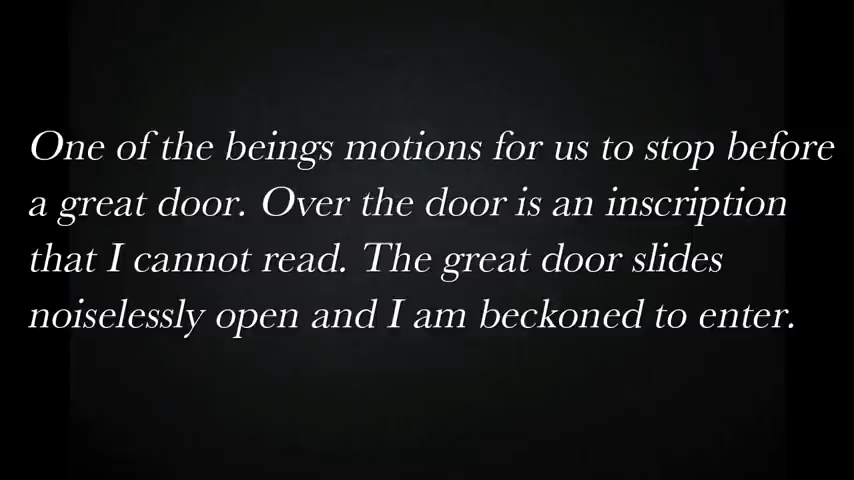 One of the beings motions for us to stop before
a great door. Over the door is an inscription
that I cannot read. The great door slides
noiselessly open and I am beckoned to enter.